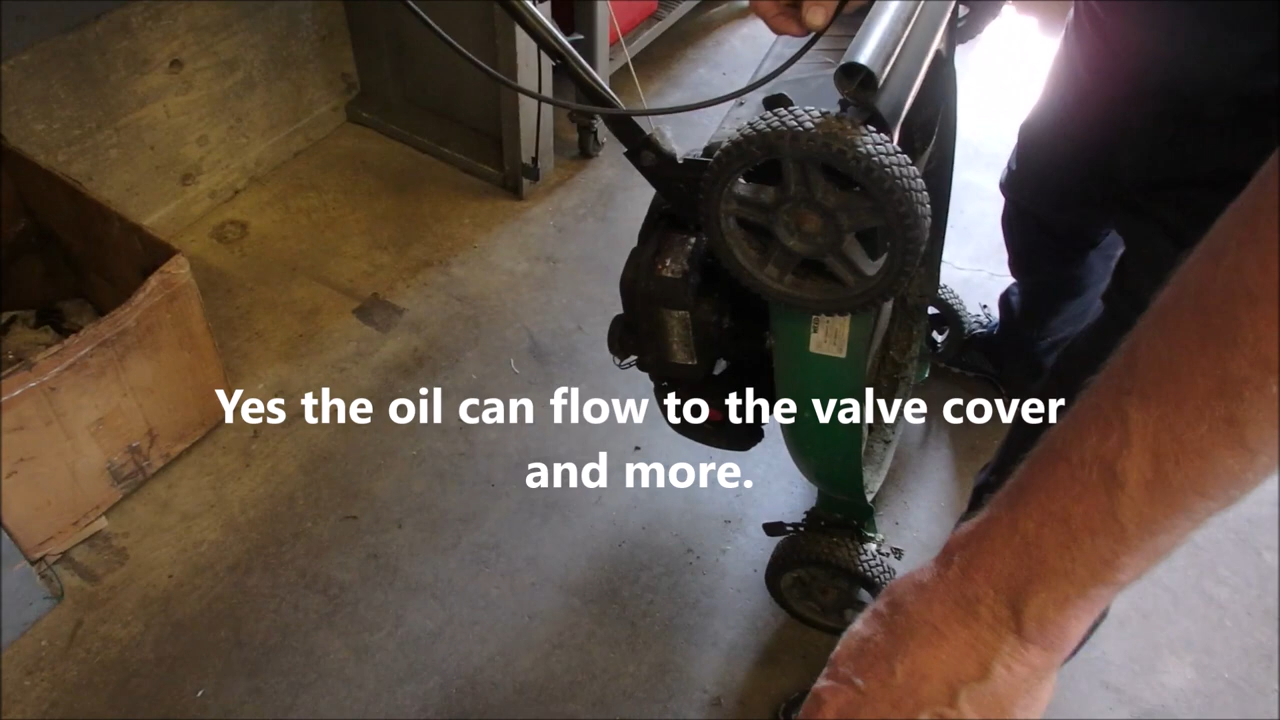 Yes the oil can flow to the valve cover
and more.